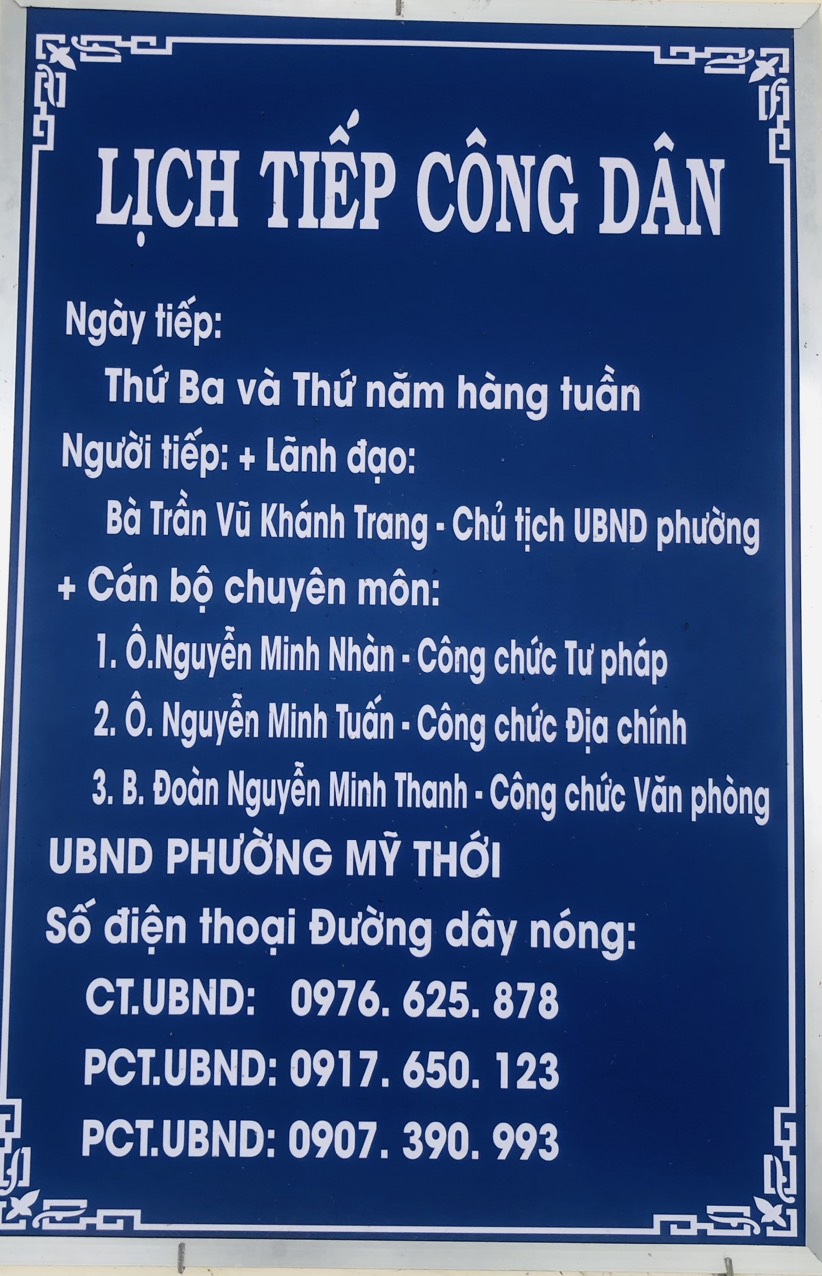 LỊCH TIẾP CÔNG DÂN
Ngày tiếp:
Thứ Ba và Thứ năm hàng tuần
Người tiếp: + Lãnh đạo:
Bà Trần Vũ Khánh Trang - Chủ tịch UBND phường
+ Cán bộ chuyên môn:
1. Ô.Nguyễn Minh Nhàn - Công chức Tư pháp
2. Ô. Nguyễn Minh Tuấn - Công chức Địa chính
3. B. Đoàn Nguyễn Minh Thanh - Công chức Văn phòng
UBND PHƯỜNG MỸ THỚI
Số điện thoại Đường dây nóng:
CT.UBND: 0976. 625. 878
PCT.UBND: 0917. 650. 123
PCT.UBND: 0907. 390. 993